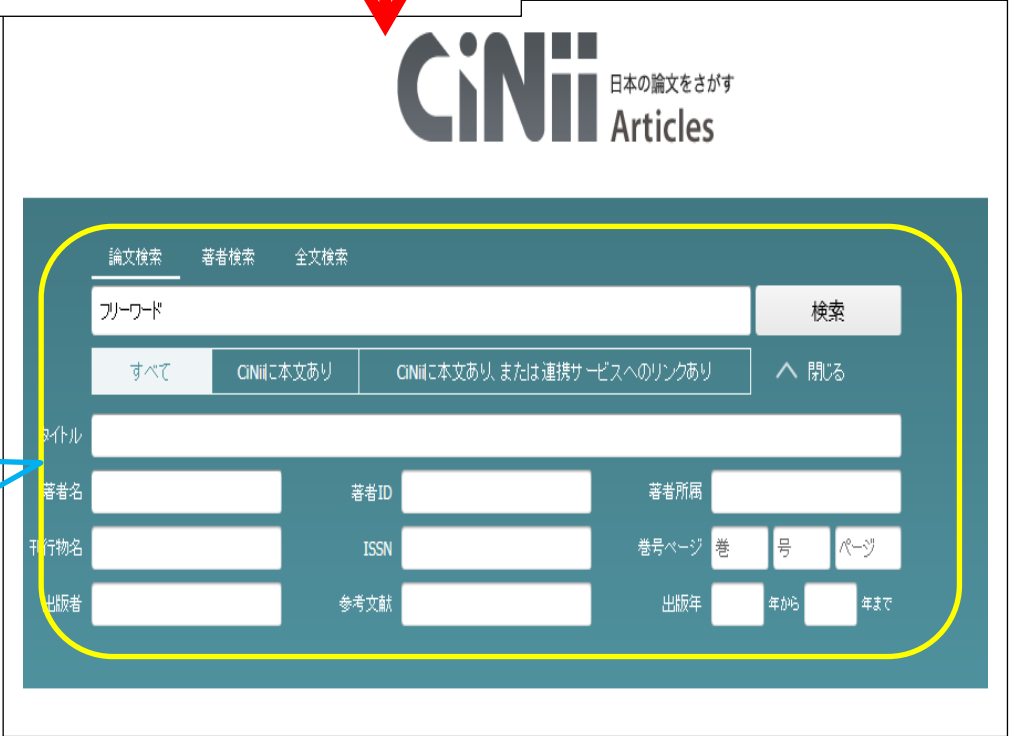 CiNii 日本の論文をさがす
Articles
論文検索 著者検索 全文検索
フリーワード 検索
すべて CiNiiに本文あり CiNiiに本文あり、または連携サービスへのリンクあり 閉じる
タイトル
著者名 著者ID 著者所属
刊行物名 ISSN 巻号ページ 巻 号 ページ
出版者 参考文献 出版年 年から 年まで